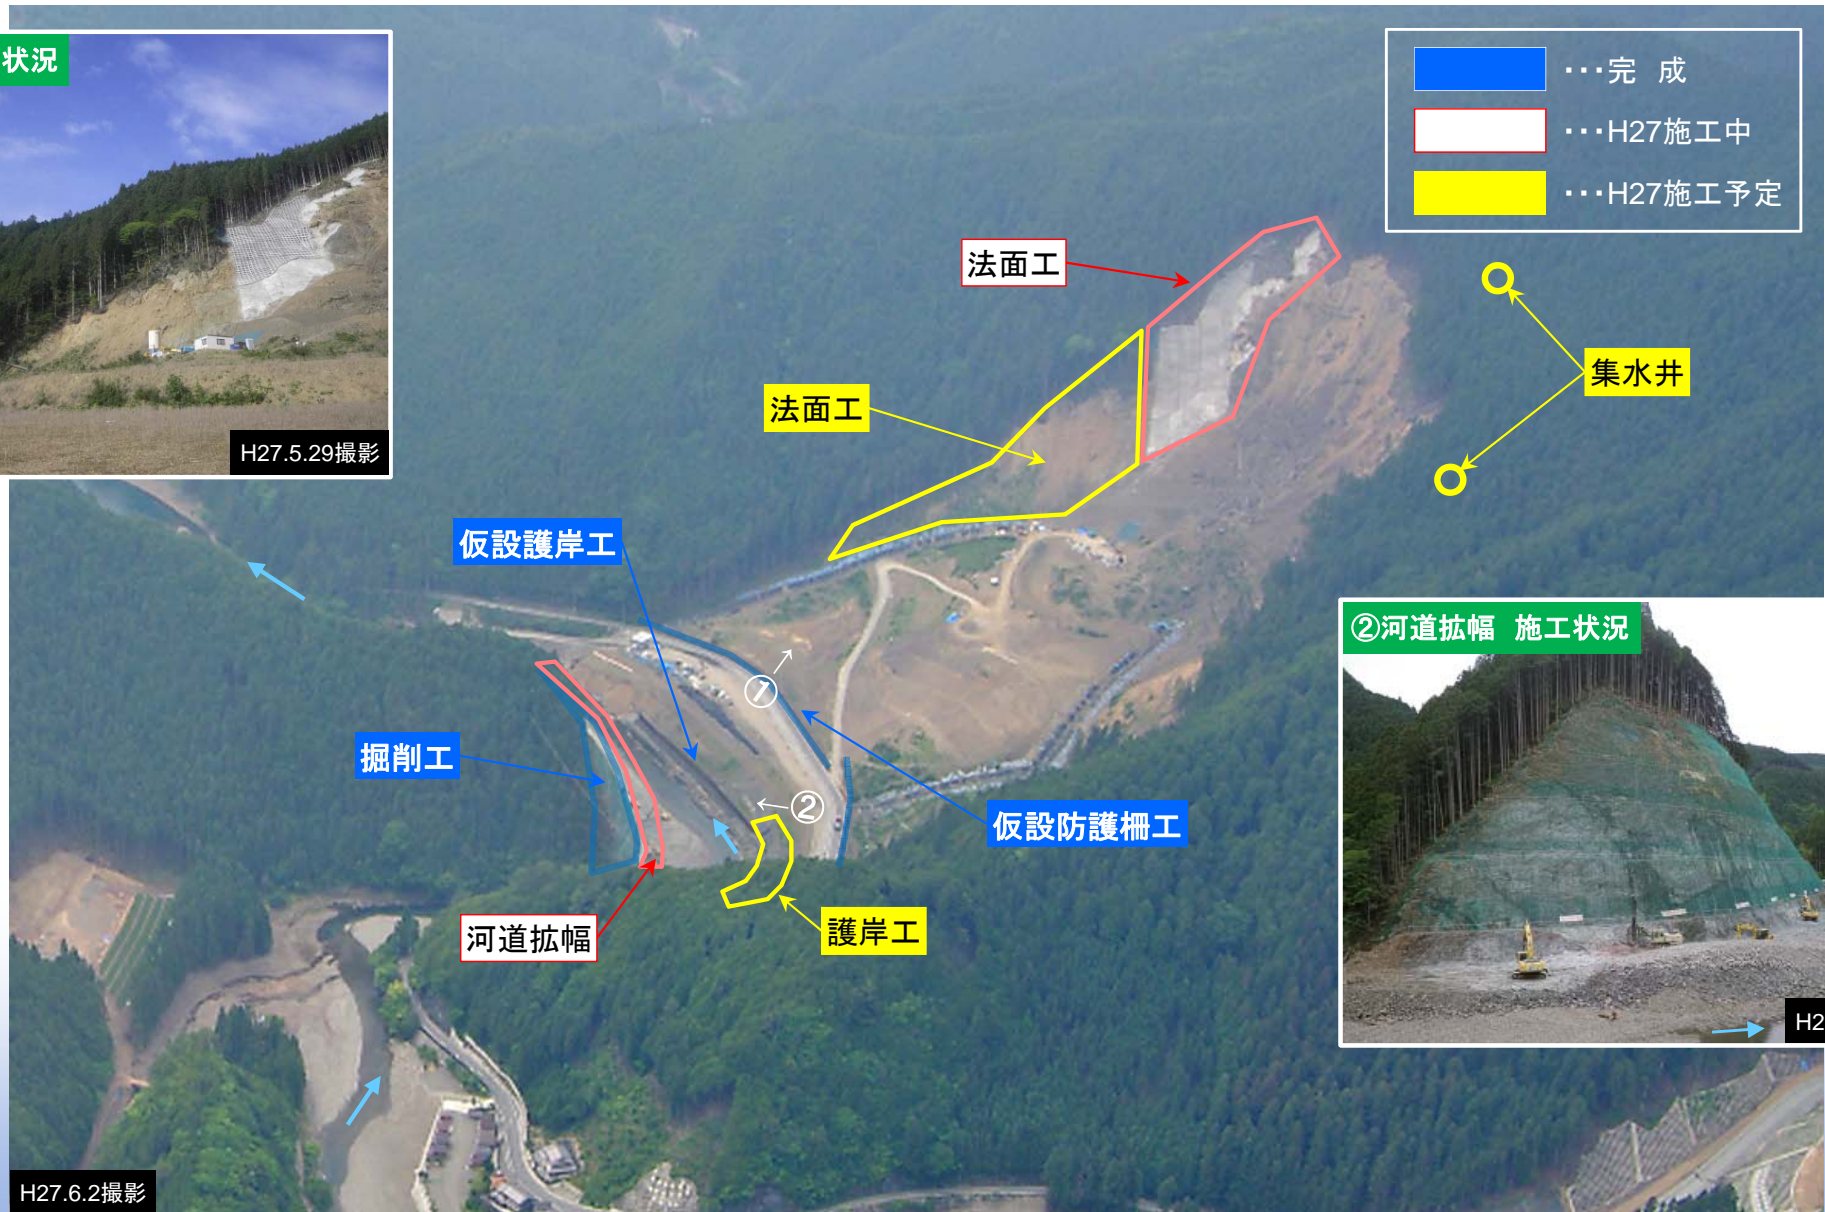 状況
H27.5.29撮影
･･･完　成
･･･H27施工中
･･･H27施工予定
法面工
集水井
法面工
仮設護岸工
②河道拡幅　施工状況
①
掘削工
②
仮設防護柵工
河道拡幅
護岸工
H2
H27.6.2撮影